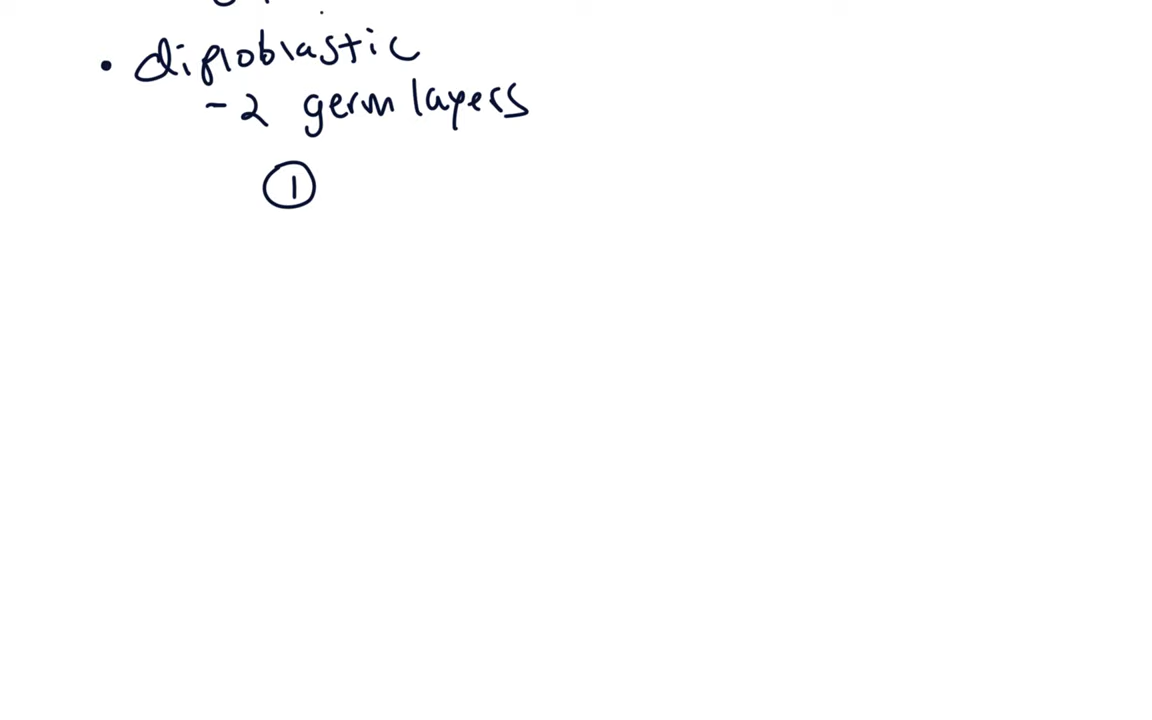 • diploblastic
- 2 germ layers
①